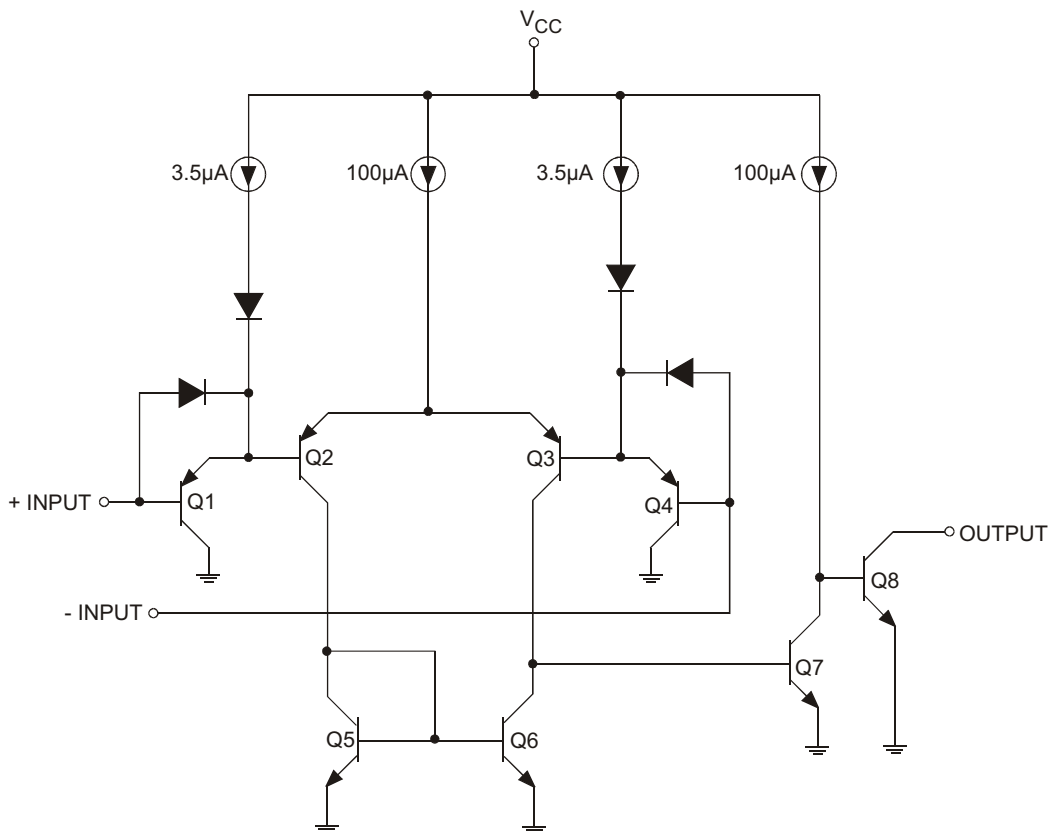 VCC
3.5µA
100µA
3.5µA
100µA
Q2
Q3
+ INPUT
Q1
Q4
OUTPUT
Q8
- INPUT
Q7
Q5
Q6